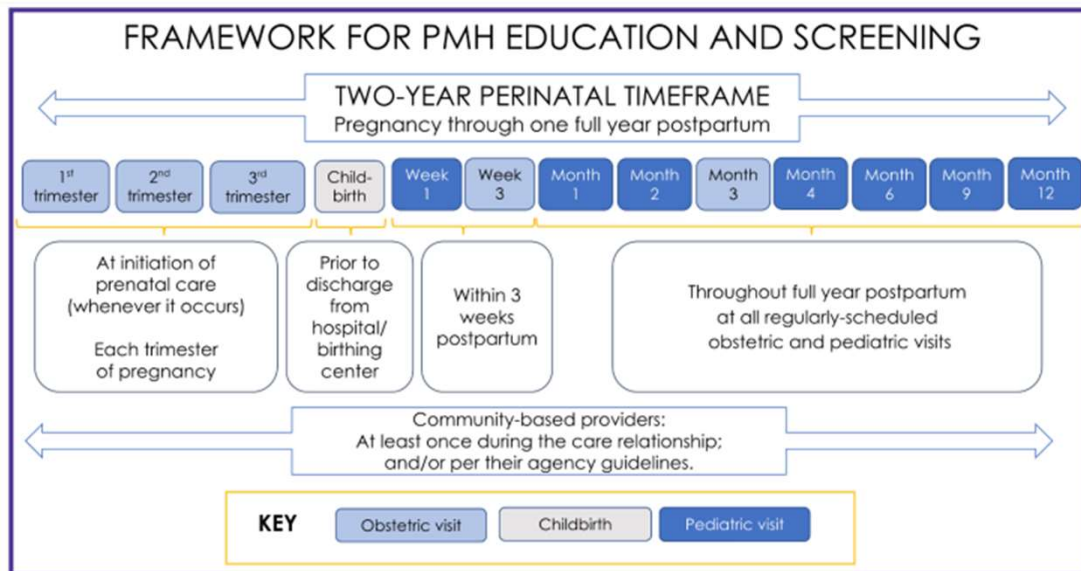 FRAMEWORK FOR PMH EDUCATION AND SCREENING
TWO-YEAR PERINATAL TIMEFRAME
Pregnancy through one full year postpartum
1st
trimester
2nd
trimester
3rd
trimester
Child-
birth
Week
1
Week
3
Month
1
Month
2
Month
3
Month
4
Month
6
Month
9
Month
12
At initiation of
prenatal care
(whenever it occurs)
Each trimester
of pregnancy
Prior to
discharge
from
hospital/
birthing
center
Within 3
weeks
postpartum
Throughout full year postpartum
at all regularly-scheduled
obstetric and pediatric visits
Community-based providers:
At least once during the care relationship;
and/or per their agency guidelines.
KEY
Obstetric visit
Childbirth
Pediatric visit